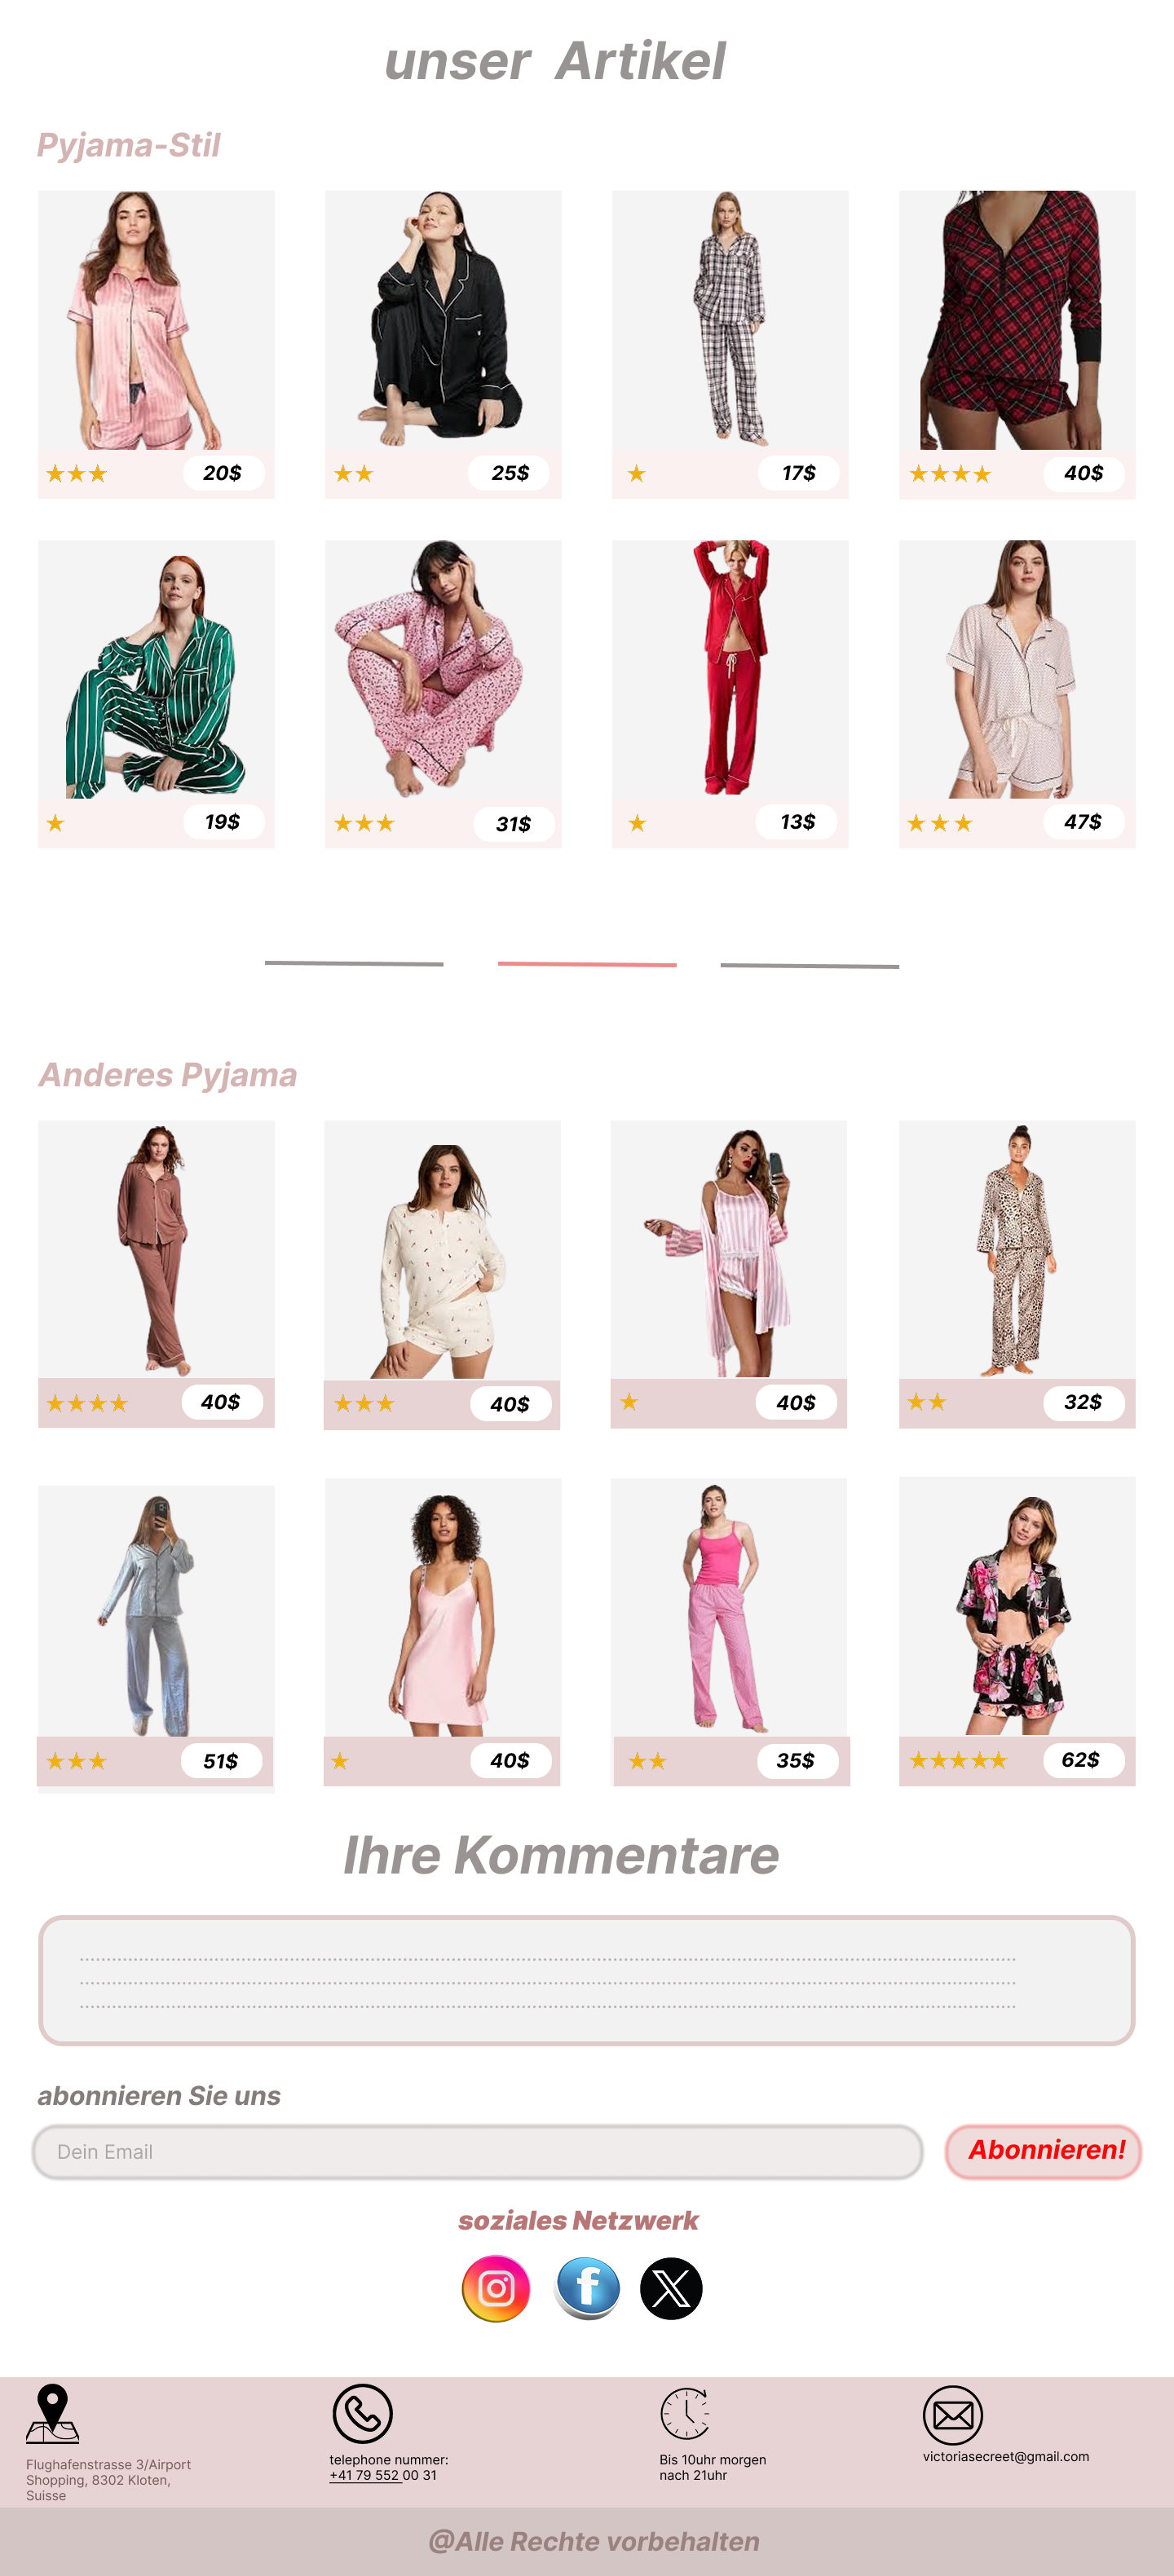 unser Artikel
Pyjama-Stil
20$
25$
17$
40$
19$
31$
13$
47$
Anderes Pyjama
40$
40$
40$
32$
51$
40$
35$
62$
Ihre Kommentare
abonnieren Sie uns
Dein Email
Abonnieren!
soziales Netzwerk
Flughafenstrasse 3/Airport
Shopping, 8302 Kloten,
Suisse
telephone nummer:
+41 79 552 00 31
Bis 10uhr morgen
nach 21uhr
victoriasecreet@gmail.com
@Alle Rechte vorbehalten